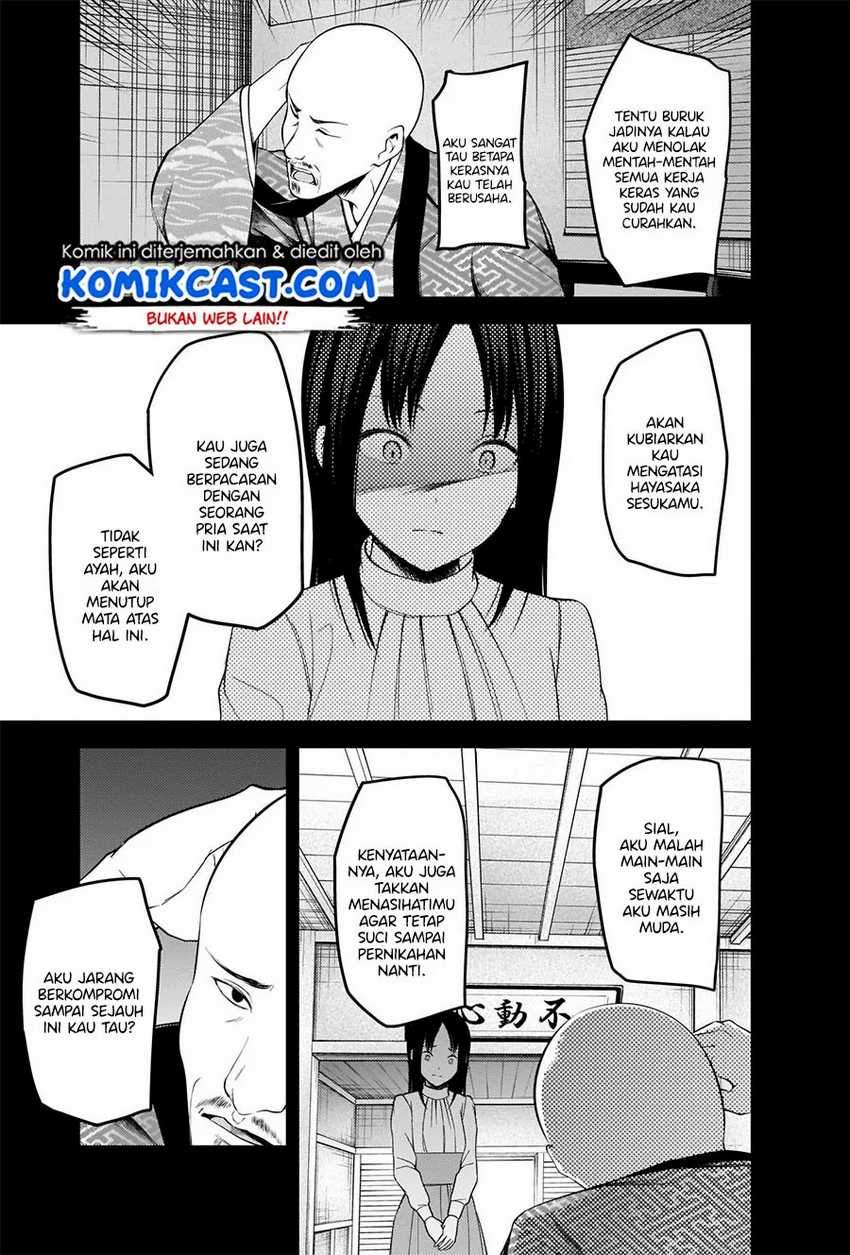 TENTU BURUK
JADINYA KALAU
AKU MENOLAK
MENTAH-MENTAH
SEMUA KERJA
KERAS YANG
SUDAH KAU
CURAHKAN.
AKU SANGAT
TAU BETAPA
KERASNYA
KAU TELAH
BERUSAHA.
Komik ini diterjemahkan & diedit oleh
KOMIKCAST.COM
BUKAN WEB LAIN!!
AKAN
KUBIARKAN
KAU
MENGATASI
HAYASAKA
SESUKAMU.
KAU JUGA
SEDANG
BERPACARAN
DENGAN
SEORANG
PRIA SAAT
INI KAN?
TIDAK
SEPERTI
AYAH, AKU
AKAN
MENUTUP
MATA ATAS
HAL INI.
SIAL,
AKU MALAH
MAIN-MAIN
SAJA
SEWAKTU
AKU MASIH
MUDA.
KENYATAAN-
NYA, AKU JUGA
TAKKAN
MENASIHATIMU
AGAR TETAP
SUCI SAMPAI
PERNIKAHAN
NANTI.
心動不
AKU JARANG
BERKOMPROMI
SAMPAI SEJAUH
INI KAU TAU?